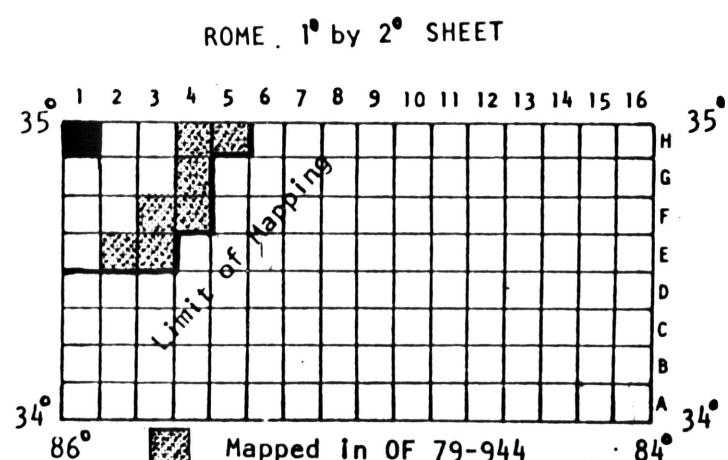 ROME. 1° by 2° SHEET
1 2 3 4 5 6 7 8 9 10 11 12 13 14 15 16
35° 35°
H
G
F
E
D
C
B
A
Limit of Mapping
34° 34°
86° 84°
Mapped in OF 79-944